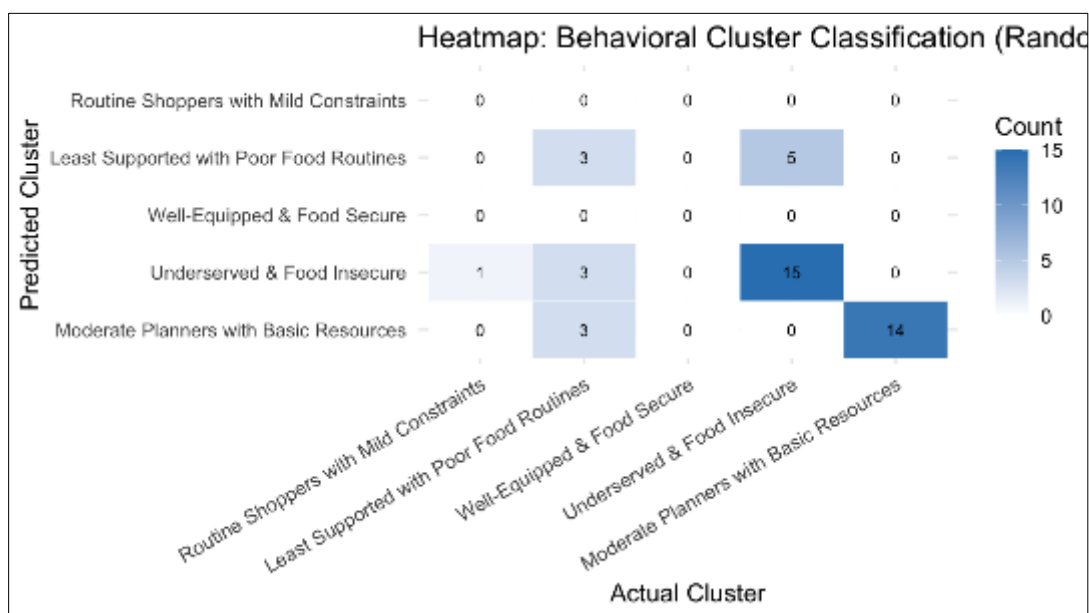 Heatmap: Behavioral Cluster Classification (Rando
Predicted Cluster
Routine Shoppers with Mild Constraints 0 0 0 0 0
Least Supported with Poor Food Routines 0 3 0 5 0
Well-Equipped & Food Secure 0 0 0 0 0
Underserved & Food Insecure 1 3 0 15 0
Moderate Planners with Basic Resources 0 3 0 0 14
Routine Shoppers with Mild Constraints
Least Supported with Poor Food Routines
Well-Equipped & Food Secure
Underserved & Food Insecure
Moderate Planners with Basic Resources
Actual Cluster
Count
15
10
5
0